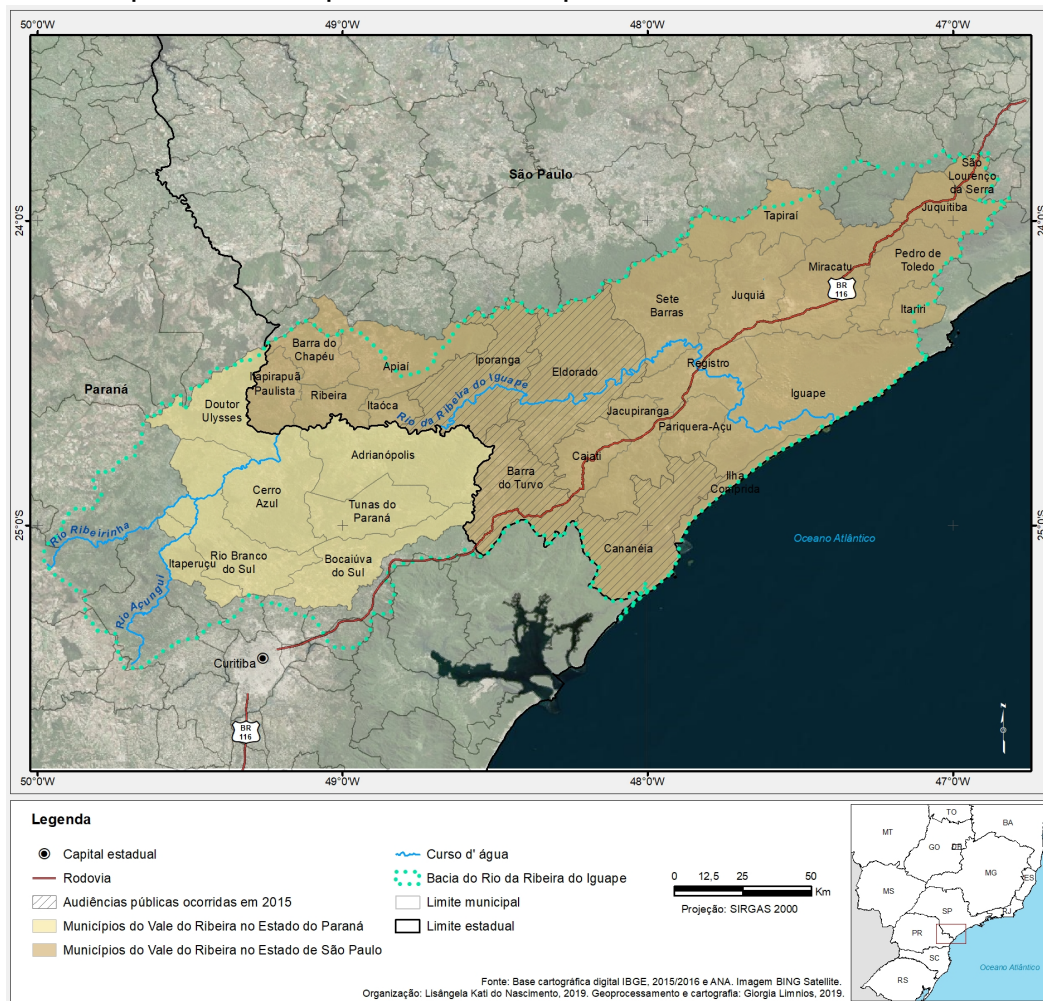 50°0'W 49°0'W 48°0'W 47°0'W
24°0'S
25°0'S
24°0'S
25°0'S
São Paulo
Paraná
São
Lourenço
da Serra
Juquitiba
Tapiraí
Pedro de
Toledo
Miracatu
BR
116
Juquiá
Sete
Barras
Itariri
Barra do
Chapéu
Apiaí
Iporanga
Eldorado
Registro
Itapirapuã
Paulista
Ribeira
Itaóca
Rio da Ribeira do Iguape
Iguape
Doutor
Ulysses
Jacupiranga
Pariquera-Açu
Adrianópolis
Cajati
Barra
do Turvo
Ilha
Comprida
Cerro
Azul
Tunas do
Paraná
Rio Ribeirinha
Oceano Atlântico
Cananéia
Rio Branco
do Sul
Itaperuçu
Bocaiúva
do Sul
Rio Açungui
Curitiba
BR
116
50°0'W 49°0'W 48°0'W 47°0'W
Legenda
Capital estadual
Rodovia
Audiências públicas ocorridas em 2015
Municípios do Vale do Ribeira no Estado do Paraná
Municípios do Vale do Ribeira no Estado de São Paulo
Curso d' água
Bacia do Rio da Ribeira do Iguape
Limite municipal
Limite estadual
0 12,5 25 50
Km
Projeção: SIRGAS 2000
TO
BA
MT
GO
DF
MG
ES
MS
SP
RJ
PR
SC
RS
Oceano Atlântico
Fonte: Base cartográfica digital IBGE, 2015/2016 e ANA. Imagem BING Satellite.
Organização: Lisângela Kati do Nascimento, 2019. Geoprocessamento e cartografia: Giorgia Limnios, 2019.